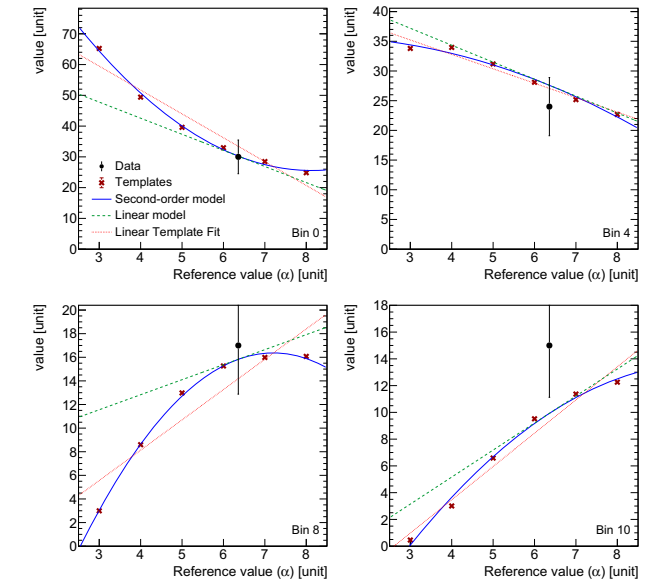 value [unit]
70
60
50
40
30
20
10
0
Data
Templates
Second-order model
Linear model
Linear Template Fit
Bin 0
3 4 5 6 7 8
Reference value (α) [unit]
value [unit]
40
35
30
25
20
15
10
5
0
Bin 4
3 4 5 6 7 8
Reference value (α) [unit]
value [unit]
20
18
16
14
12
10
8
6
4
2
0
Bin 8
3 4 5 6 7 8
Reference value (α) [unit]
value [unit]
18
16
14
12
10
8
6
4
2
0
Bin 10
3 4 5 6 7 8
Reference value (α) [unit]